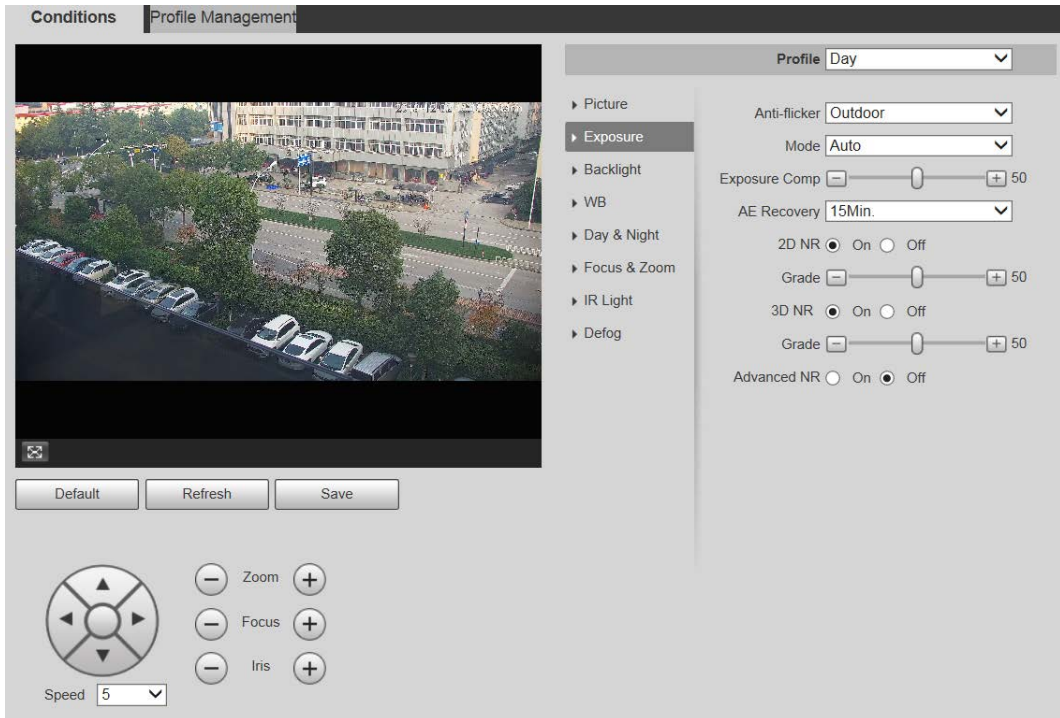 Conditions
Profile Management
Profile Day
Picture
Exposure
Backlight
WB
Day & Night
Focus & Zoom
IR Light
Defog
Anti-flicker Outdoor
Mode Auto
Exposure Comp 50
AE Recovery 15Min.
2D NR On Off
Grade 50
3D NR On Off
Grade 50
Advanced NR On Off
Default Refresh Save
Zoom
Focus
Iris
Speed 5